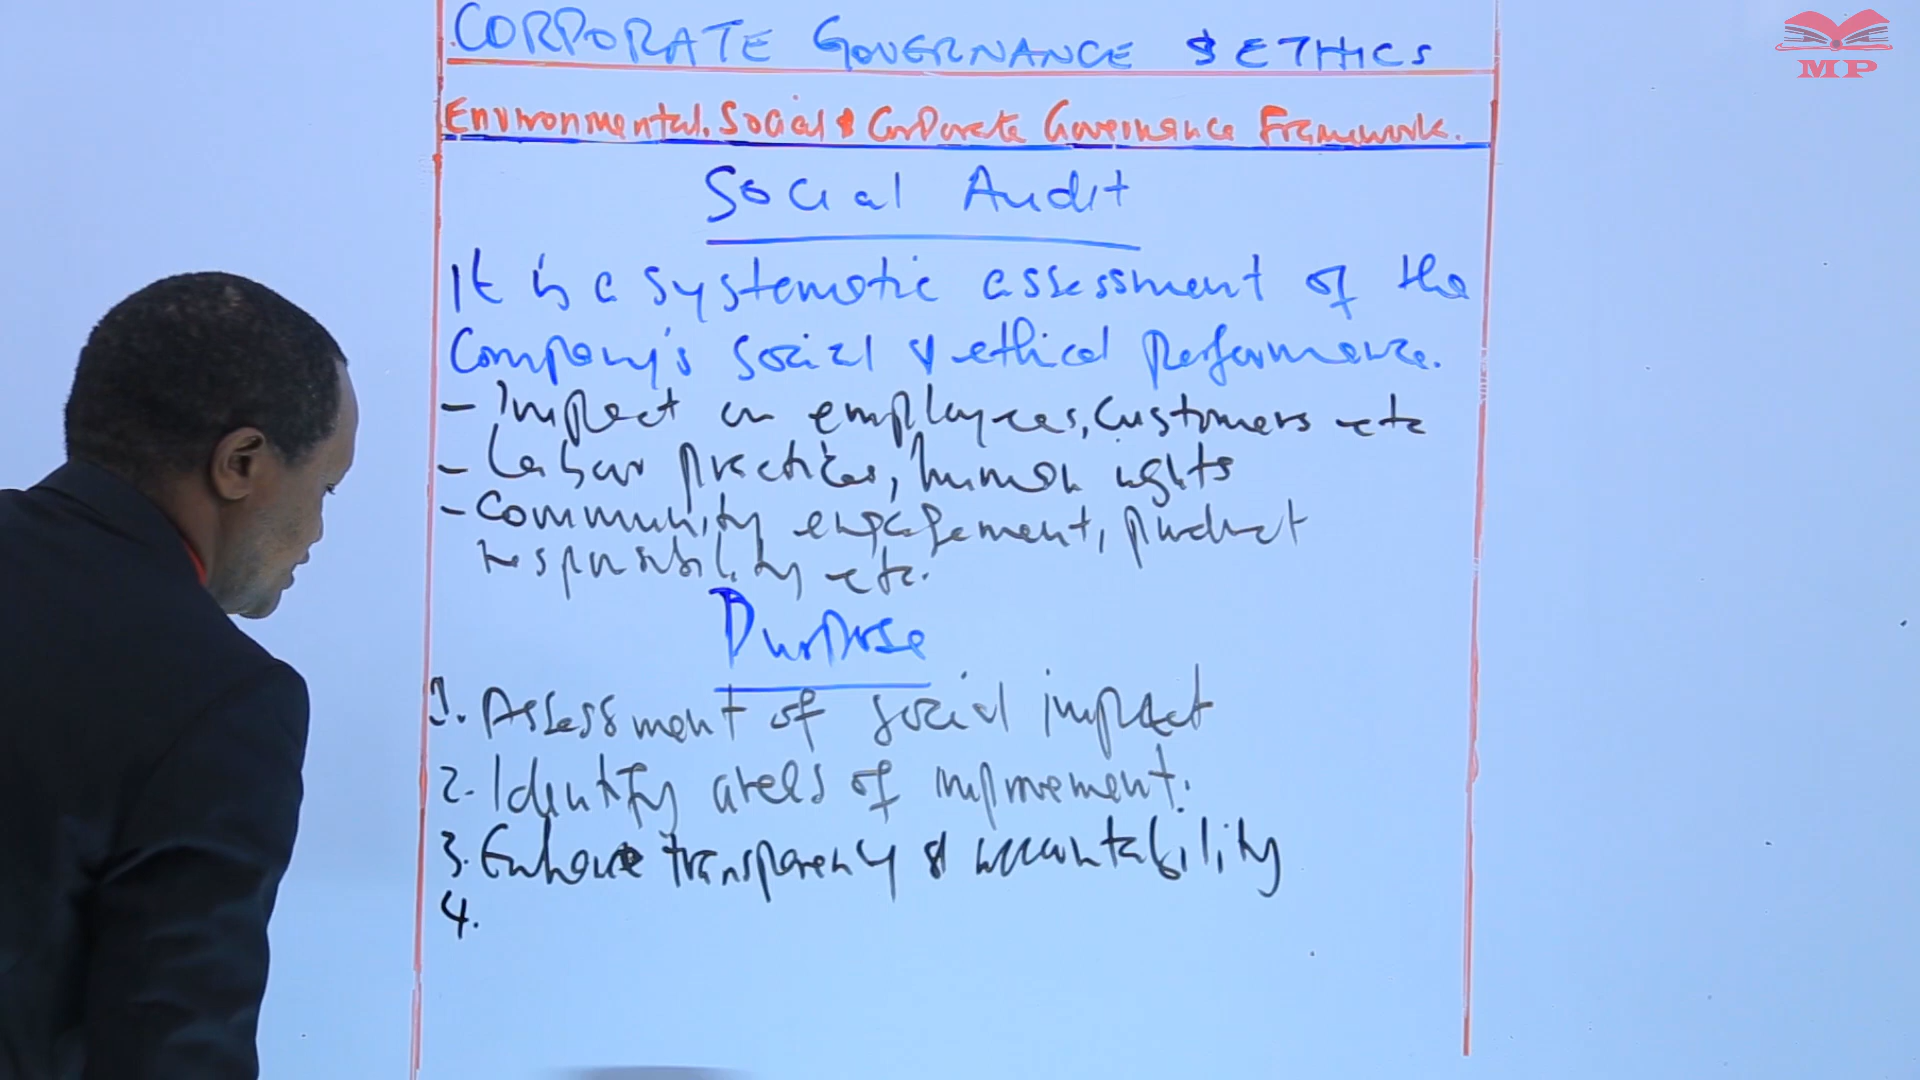 CORPORATE GOVERNANCE & ETHICS
MP
Environmental, Social & Corporate Governance Framework.
Social Audit
It is a systematic assessment of the
Company's social & ethical performance.
- Impact on employees, customers etc
- Labour practices, human rights
- Community engagement, product
responsibility etc.
Purpose
1. Assessment of social impact
2. Identify areas of improvement.
3. Enhance transparency & accountability
4.